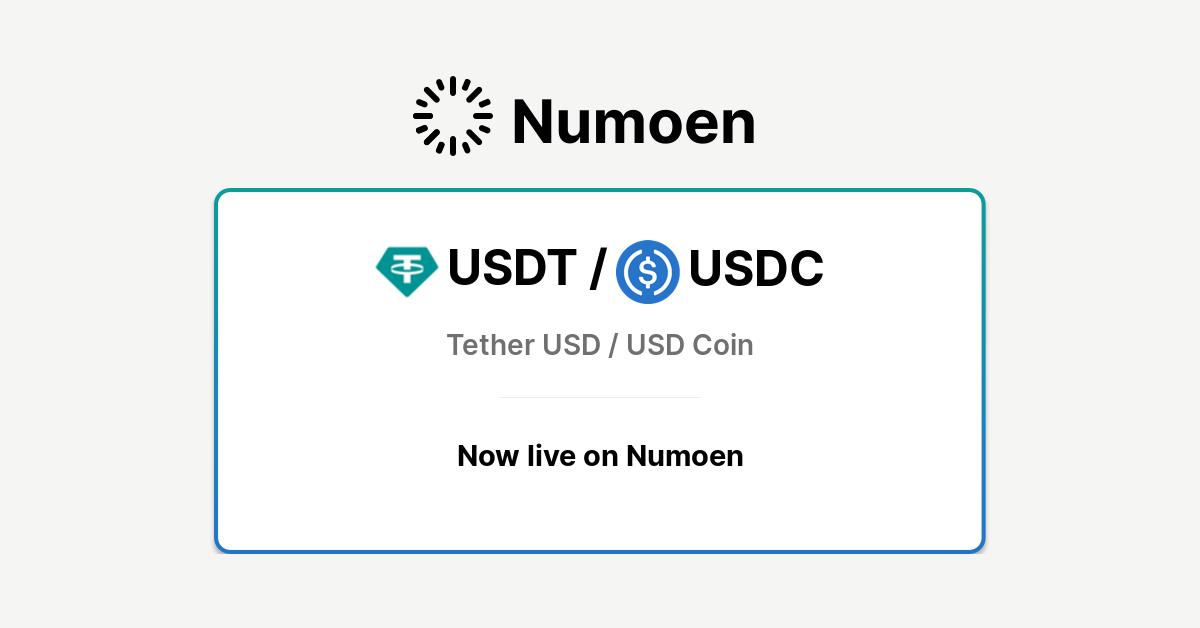 Numoen
USDT / USDC
Tether USD / USD Coin
Now live on Numoen